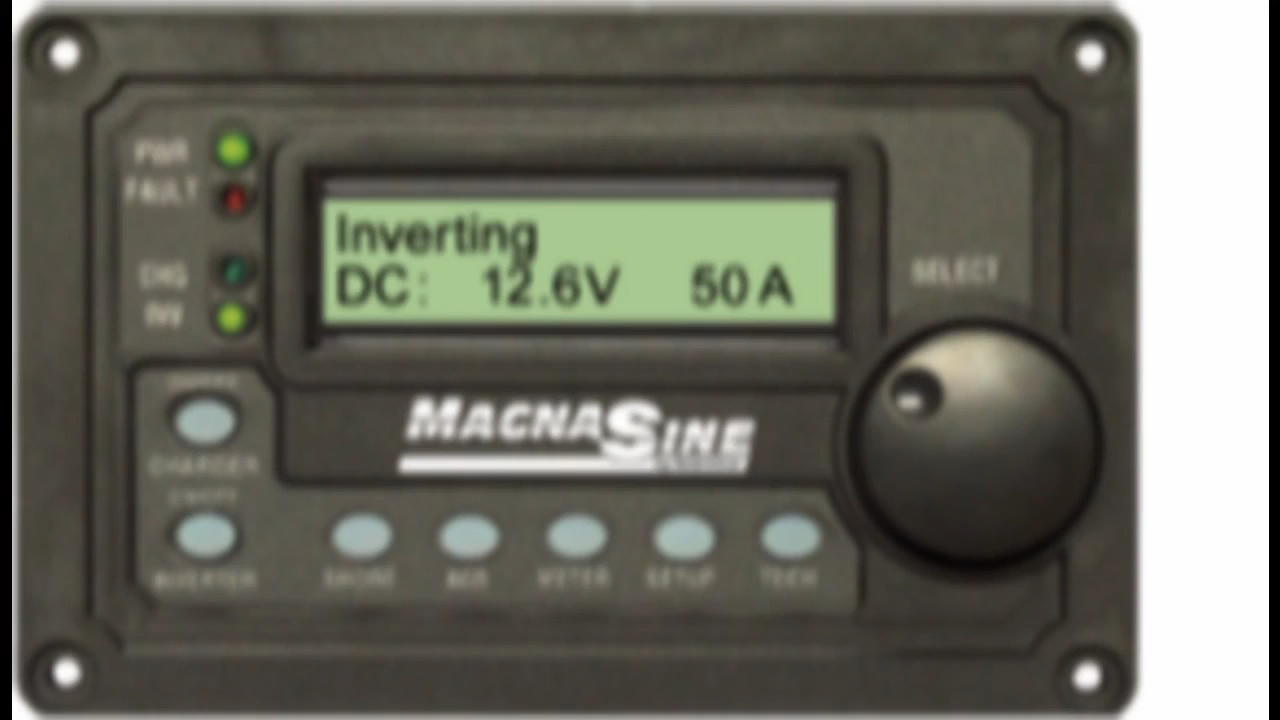 PWR
FAULT
Inverting
DC: 12.6V 50 A
CHG
INV
SELECT
MAGNASINE
CHARGER
INVERTER
SHORE
AGS
METER
SETUP
TECH